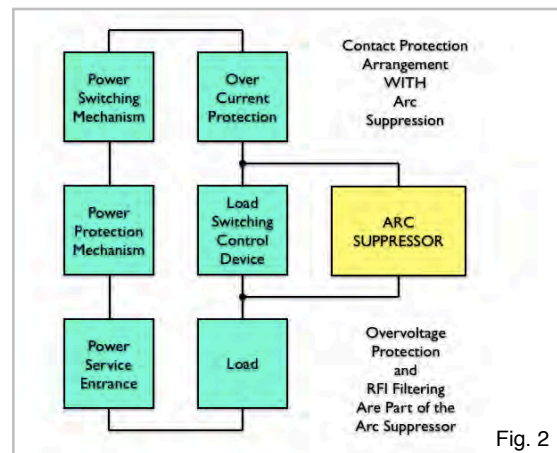 Power
Switching
Mechanism
Over
Current
Protection
Contact Protection
Arrangement
WITH
Arc
Suppression
Power
Protection
Mechanism
Load
Switching
Control
Device
ARC
SUPPRESSOR
Power
Service
Entrance
Load
Overvoltage
Protection
and
RFI Filtering
Are Part of the
Arc Suppressor
Fig. 2